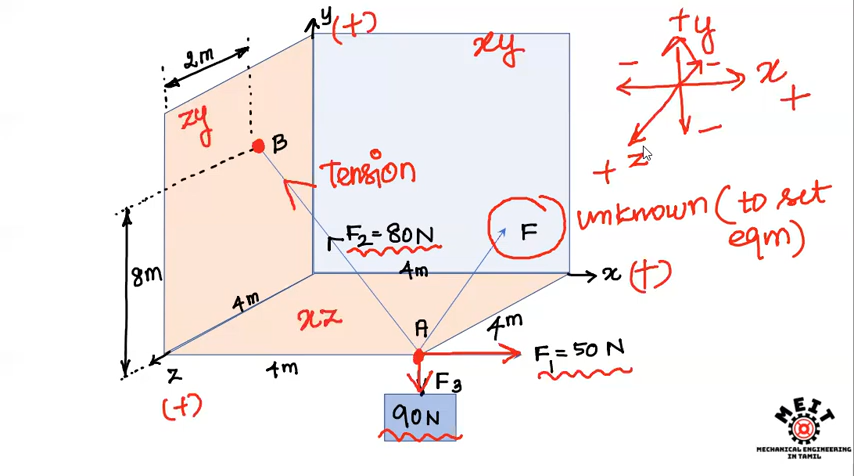 y (+)
xy
+y
2m
zy
−
−
x
+
B
−
+
z
Tension
unknown (to set
eqm)
F₂ = 80N
F
8m
4m
4m
x (+)
xz
A
4m
F₁ = 50 N
z
4m
F₃
(+)
90N
MEIT
MECHANICAL ENGINEERING
IN TAMIL